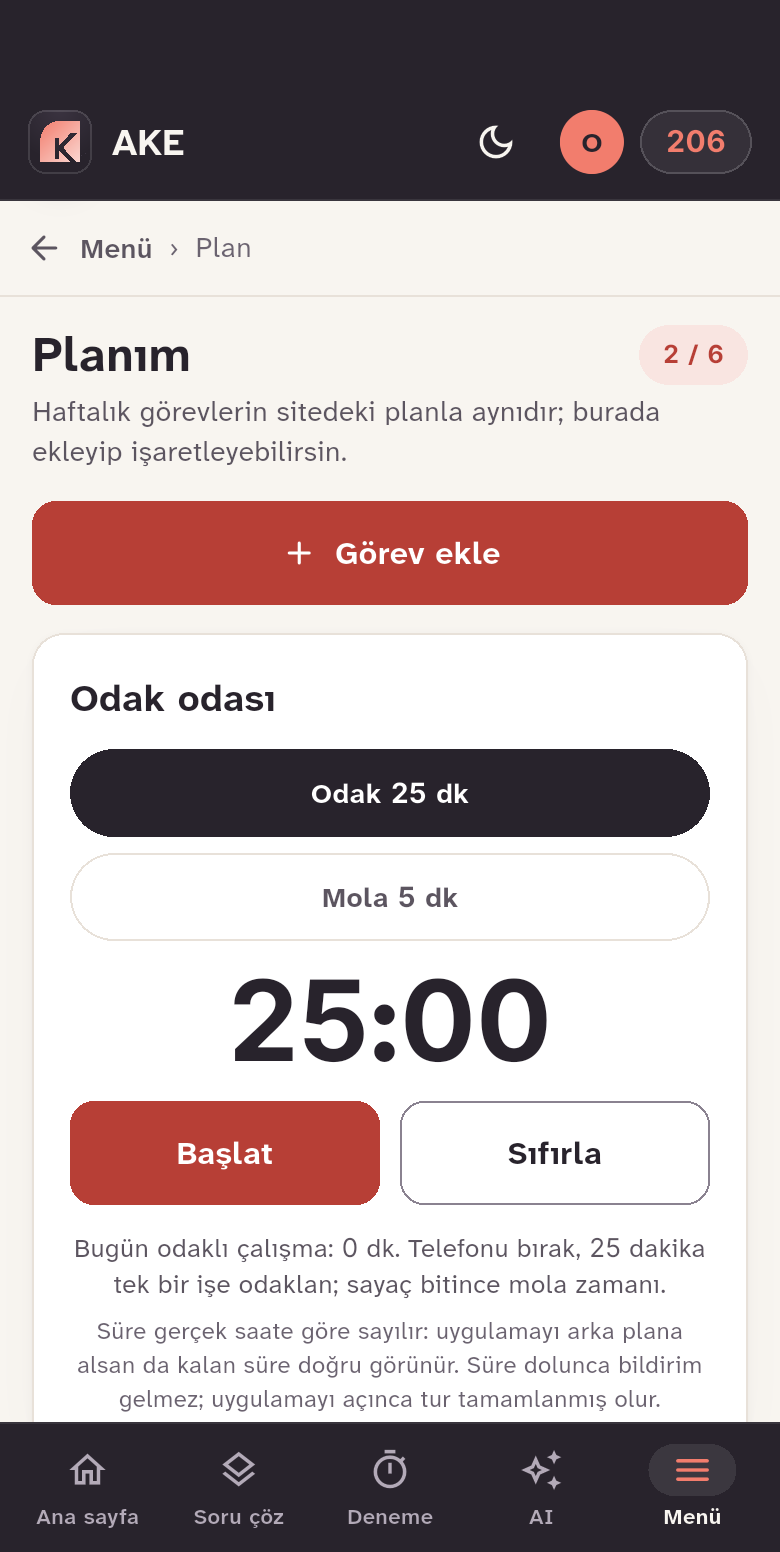 AKE
O
206
Menü › Plan
Planım
2 / 6
Haftalık görevlerin sitedeki planla aynıdır; burada
ekleyip işaretleyebilirsin.
+ Görev ekle
Odak odası
Odak 25 dk
Mola 5 dk
25:00
Başlat
Sıfırla
Bugün odaklı çalışma: 0 dk. Telefonu bırak, 25 dakika
tek bir işe odaklan; sayaç bitince mola zamanı.
Süre gerçek saate göre sayılır: uygulamayı arka plana
alsan da kalan süre doğru görünür. Süre dolunca bildirim
gelmez; uygulamayı açınca tur tamamlanmış olur.
Ana sayfa
Soru çöz
Deneme
AI
Menü